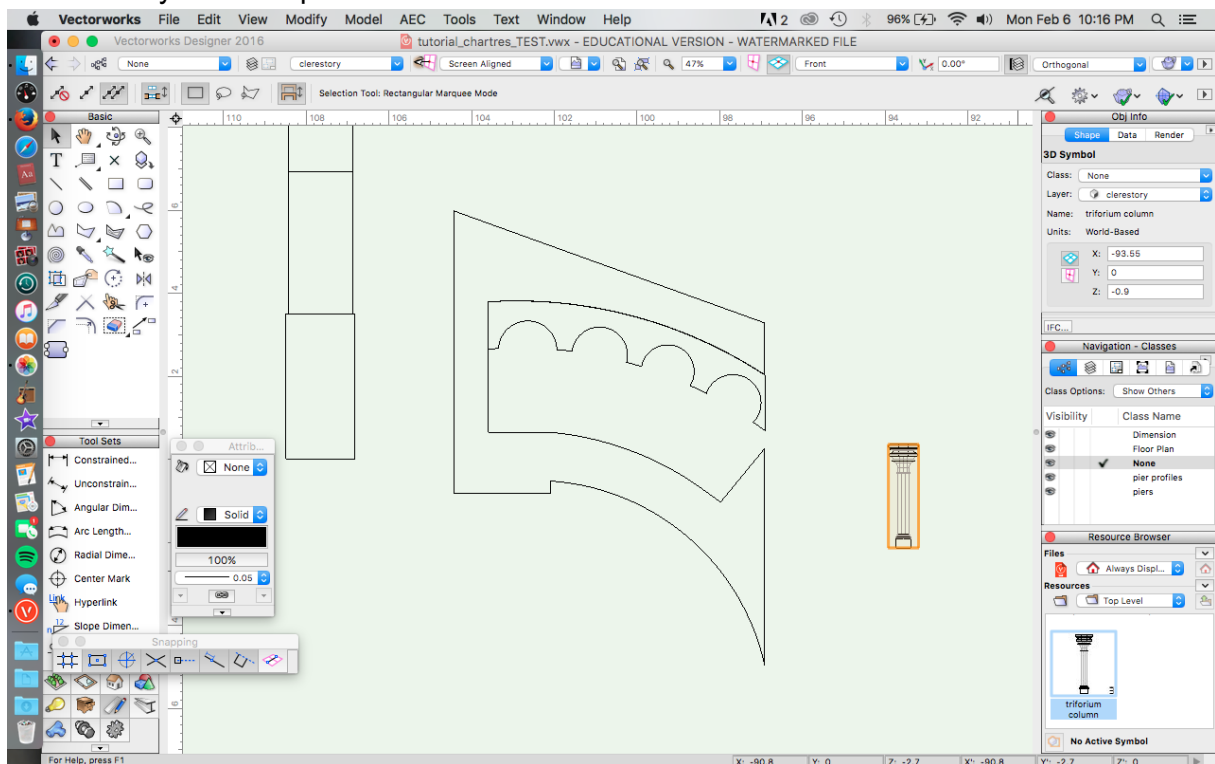 Vectorworks File Edit View Modify Model AEC Tools Text Window Help 2 96% Mon Feb 6 10:16 PM
Vectorworks Designer 2016 tutorial_chartres_TEST.vwx - EDUCATIONAL VERSION - WATERMARKED FILE
None clerestory Screen Aligned 47% Front 0.00° Orthogonal
Selection Tool: Rectangular Marquee Mode
Basic
110 108 106 104 102 100 98 96 94 92
Obj Info
Shape Data Render
3D Symbol
Class: None
Layer: clerestory
Name: triforium column
Units: World-Based
X: -93.55
Y: 0
Z: -0.9
IFC...
Navigation - Classes
Class Options: Show Others
Visibility Class Name
Dimension
Floor Plan
None
pier profiles
piers
Resource Browser
Files
Always Displ...
Resources
Top Level
3
triforium
column
No Active Symbol
Tool Sets
Constrained...
Unconstrain...
Angular Dim...
Arc Length...
Radial Dime...
Center Mark
Hyperlink
Slope Dimen...
Attrib...
None
Solid
100%
0.05
Snapping
For Help, press F1
X: -90.8 Y: 0 Z: -2.7 X': -90.8 Y': -2.7 Z': 0